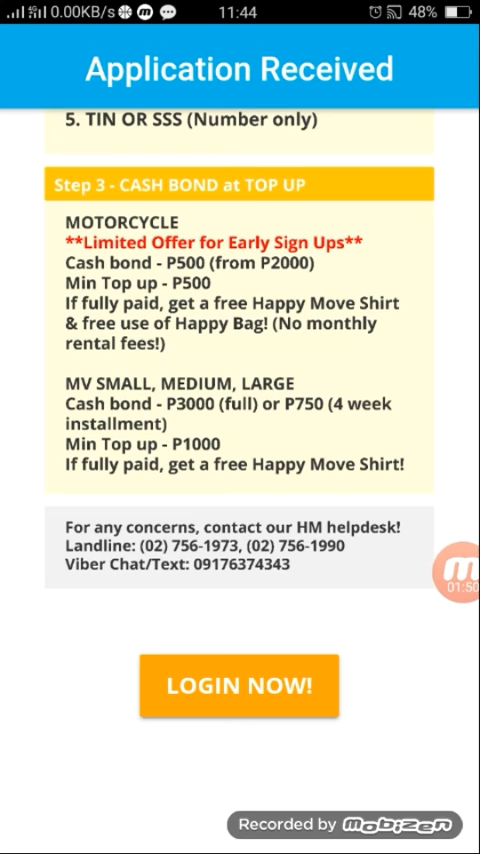 0.00KB/s 11:44 48%
Application Received
5. TIN OR SSS (Number only)
Step 3 - CASH BOND at TOP UP
MOTORCYCLE
**Limited Offer for Early Sign Ups**
Cash bond - P500 (from P2000)
Min Top up - P500
If fully paid, get a free Happy Move Shirt
& free use of Happy Bag! (No monthly
rental fees!)
MV SMALL, MEDIUM, LARGE
Cash bond - P3000 (full) or P750 (4 week
installment)
Min Top up - P1000
If fully paid, get a free Happy Move Shirt!
For any concerns, contact our HM helpdesk!
Landline: (02) 756-1973, (02) 756-1990
Viber Chat/Text: 09176374343
01:50
LOGIN NOW!
Recorded by mobizen